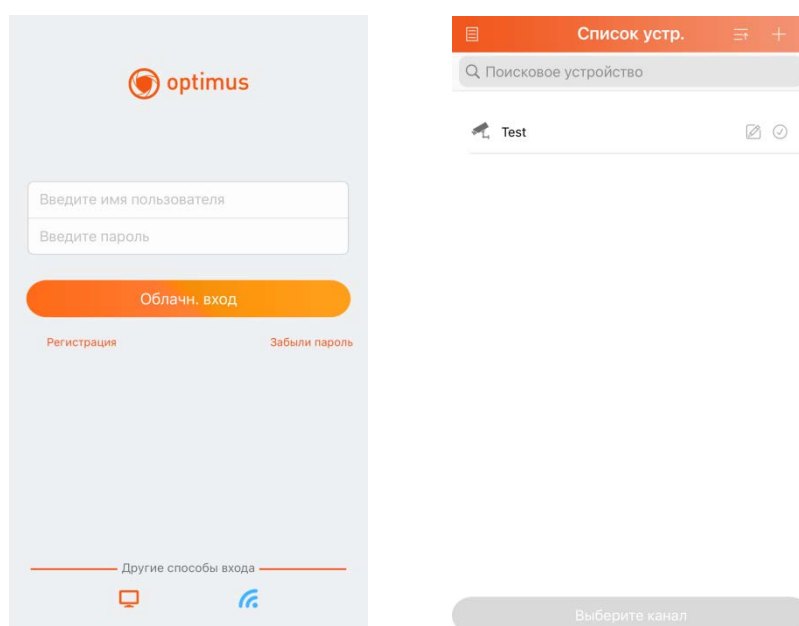 optimus
Введите имя пользователя
Введите пароль
Облачн. вход
Регистрация
Забыли пароль
Другие способы входа
Список устр.
Поисковое устройство
Test
Выберите канал